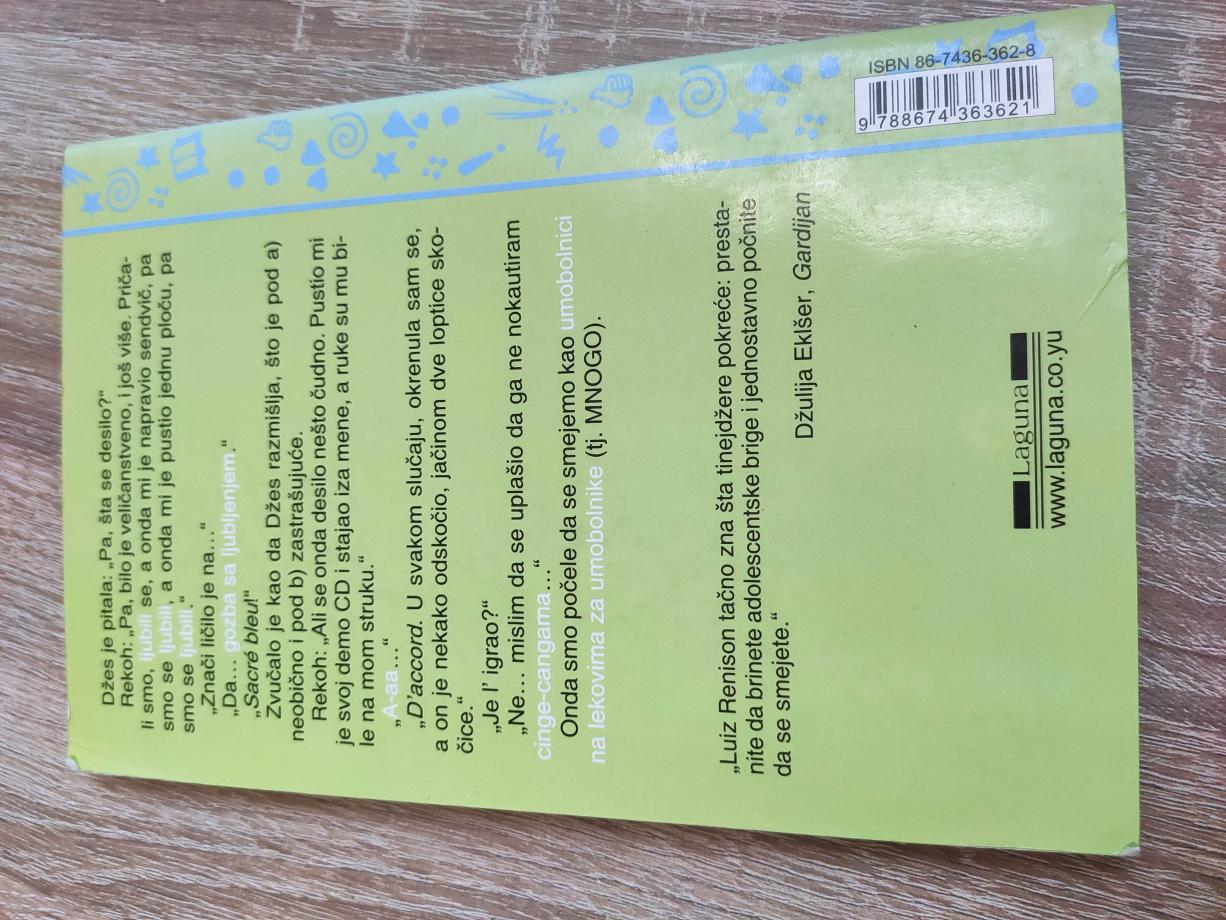 Džes je pitala: „Pa, šta se desilo?“
Rekoh: „Pa, bilo je veličanstveno, i još više. Priča-
li smo, ljubili se, a onda mi je napravio sendvič, pa
smo se ljubili, a onda mi je pustio jednu ploču, pa
smo se ljubili.“
„Znači ličilo je na…“
„Da… gozba sa ljubljenjem.“
„Sacré bleu!“
Zvučalo je kao da Džes razmišlja, što je pod a)
neobično i pod b) zastrašujuće.
Rekoh: „Ali se onda desilo nešto čudno. Pustio mi
je svoj demo CD i stajao iza mene, a ruke su mu bi-
le na mom struku.“
„A-aa…“
„D’accord. U svakom slučaju, okrenula sam se,
a on je nekako odskočio, jačinom dve loptice sko-
čice.“
„Je l’ igrao?“
„Ne… mislim da se uplašio da ga ne nokautiram
cinge-cangama…“
Onda smo počele da se smejemo kao umobolnici
na lekovima za umobolnike (tj. MNOGO).
„Luiz Renison tačno zna šta tinejdžere pokreće: presta-
nite da brinete adolescentske brige i jednostavno počnite
da se smejete.“
Džulija Eklšer, Gardijan
Laguna
www.laguna.co.yu
ISBN 86-7436-362-8
9 788674 363621